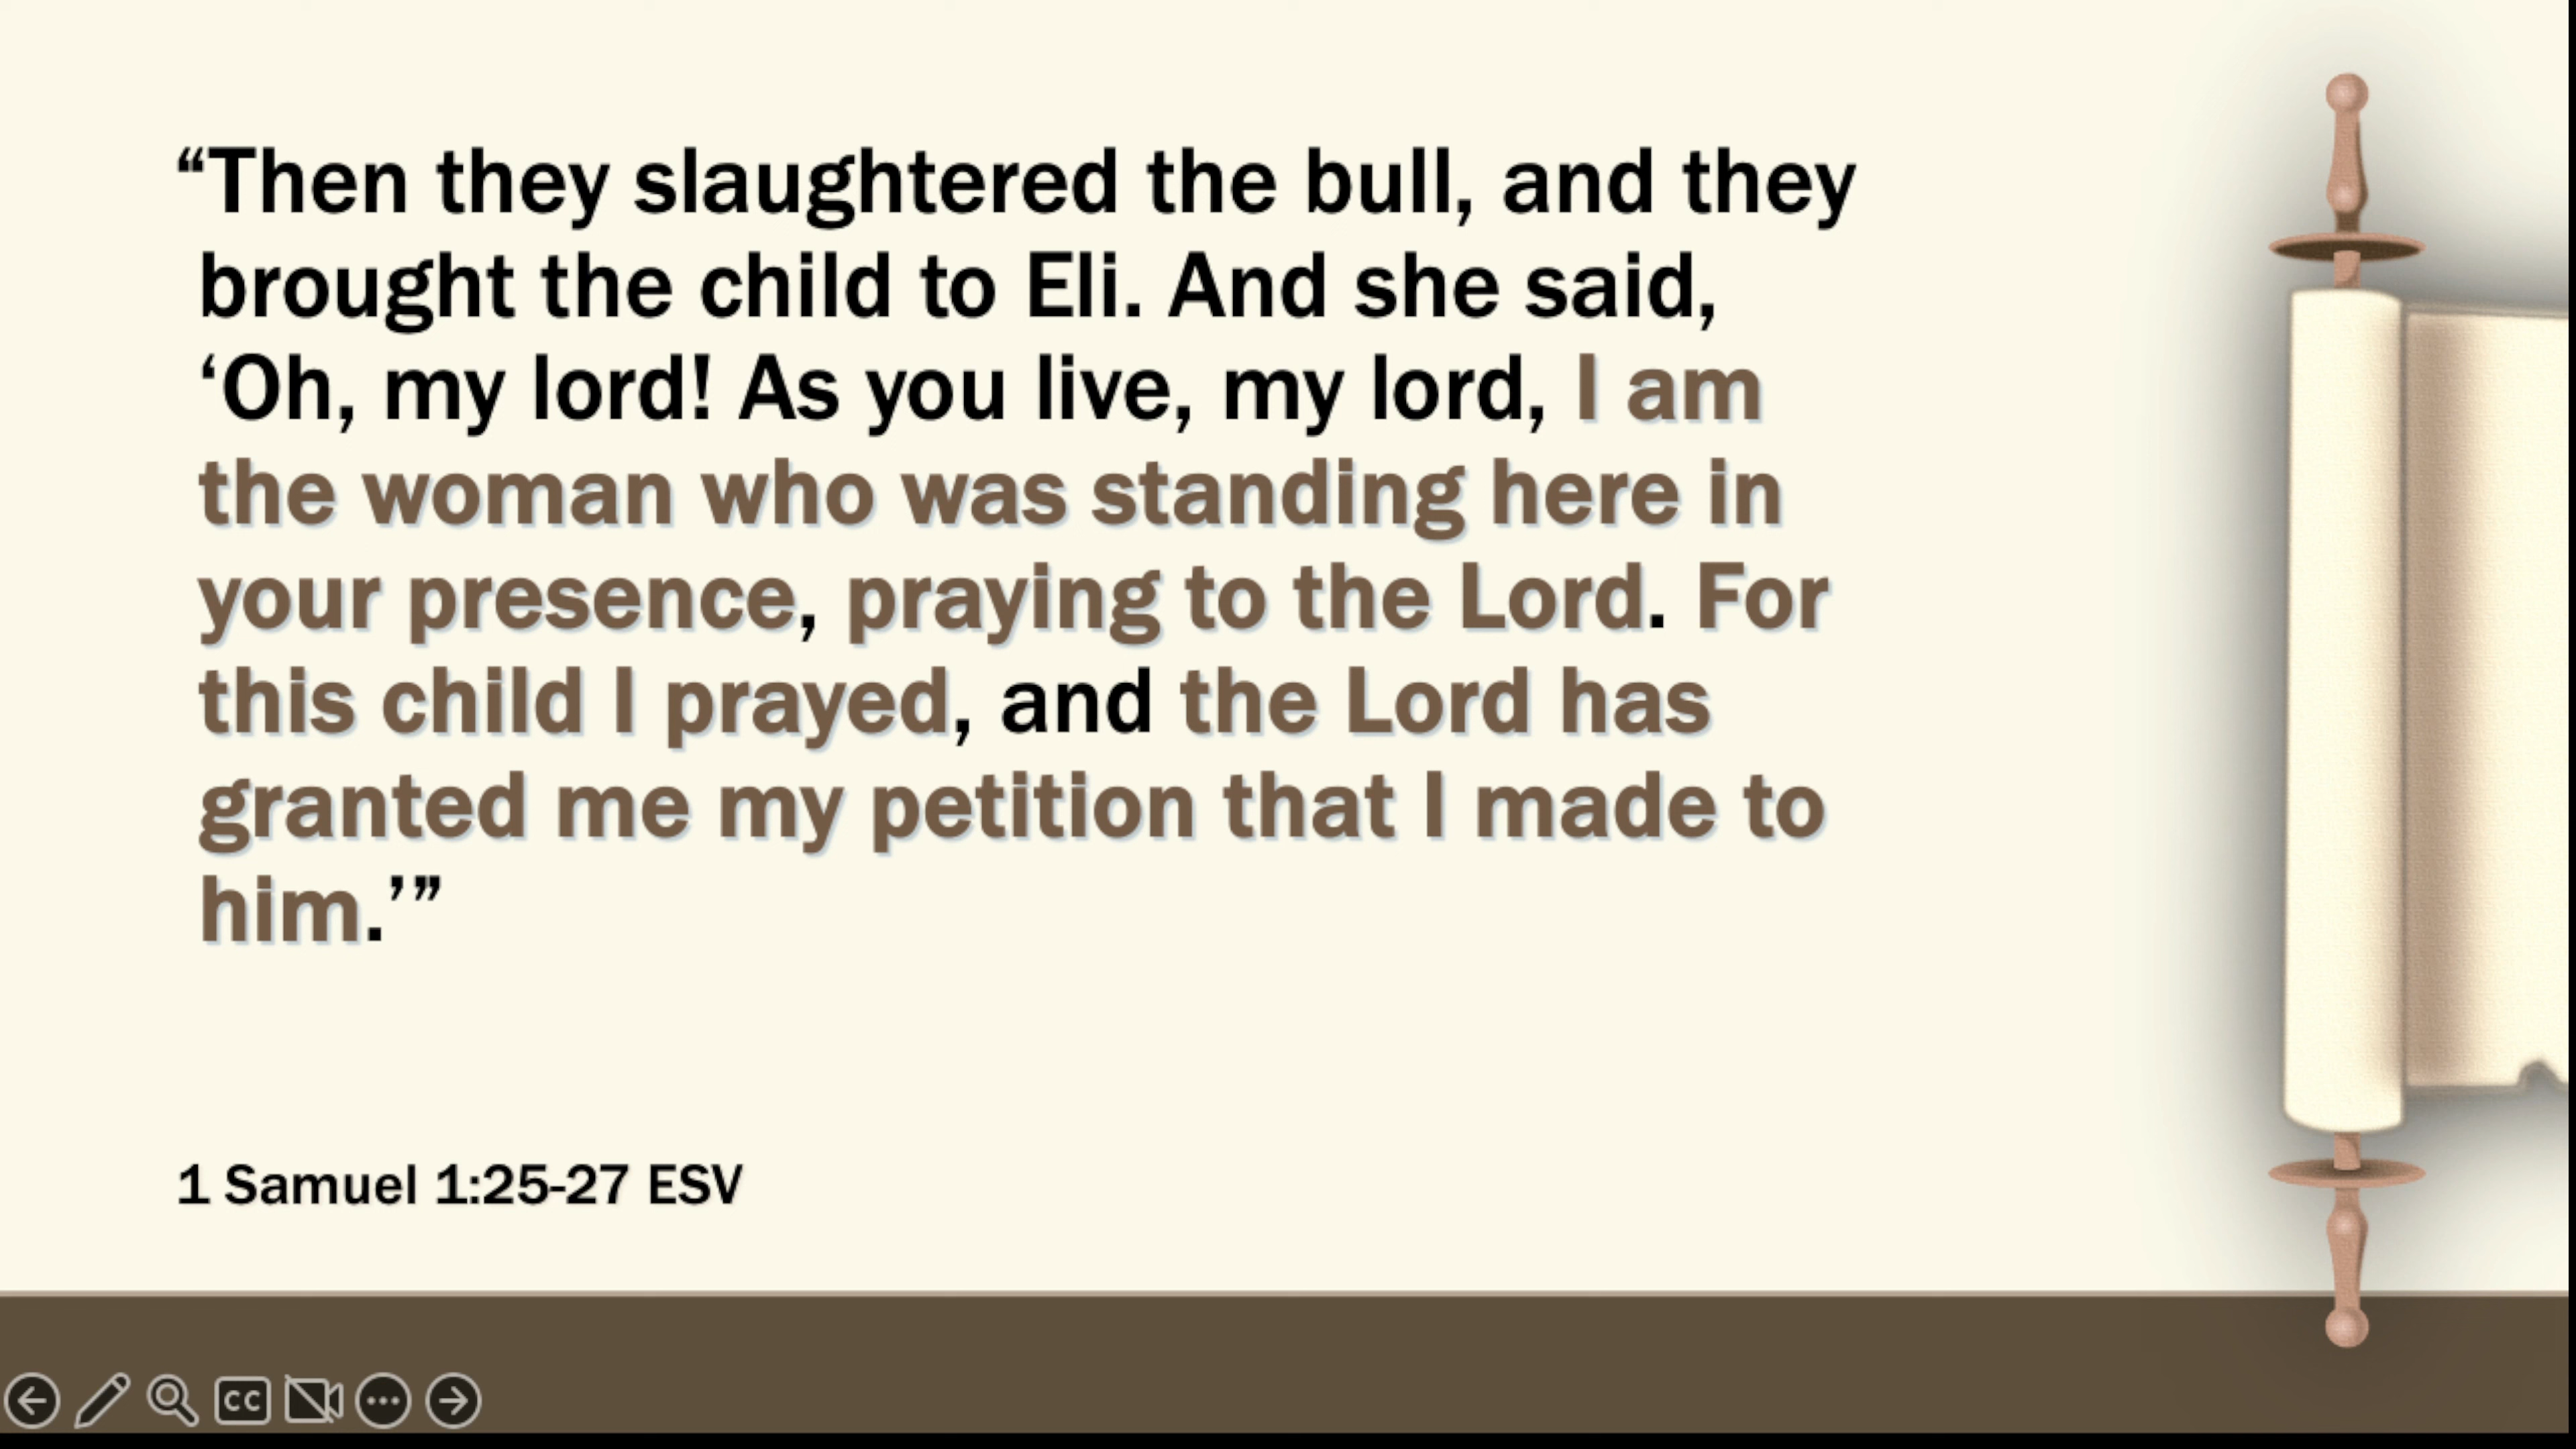 “Then they slaughtered the bull, and they
brought the child to Eli. And she said,
‘Oh, my lord! As you live, my lord, I am
the woman who was standing here in
your presence, praying to the Lord. For
this child I prayed, and the Lord has
granted me my petition that I made to
him.’”
1 Samuel 1:25-27 ESV
CC